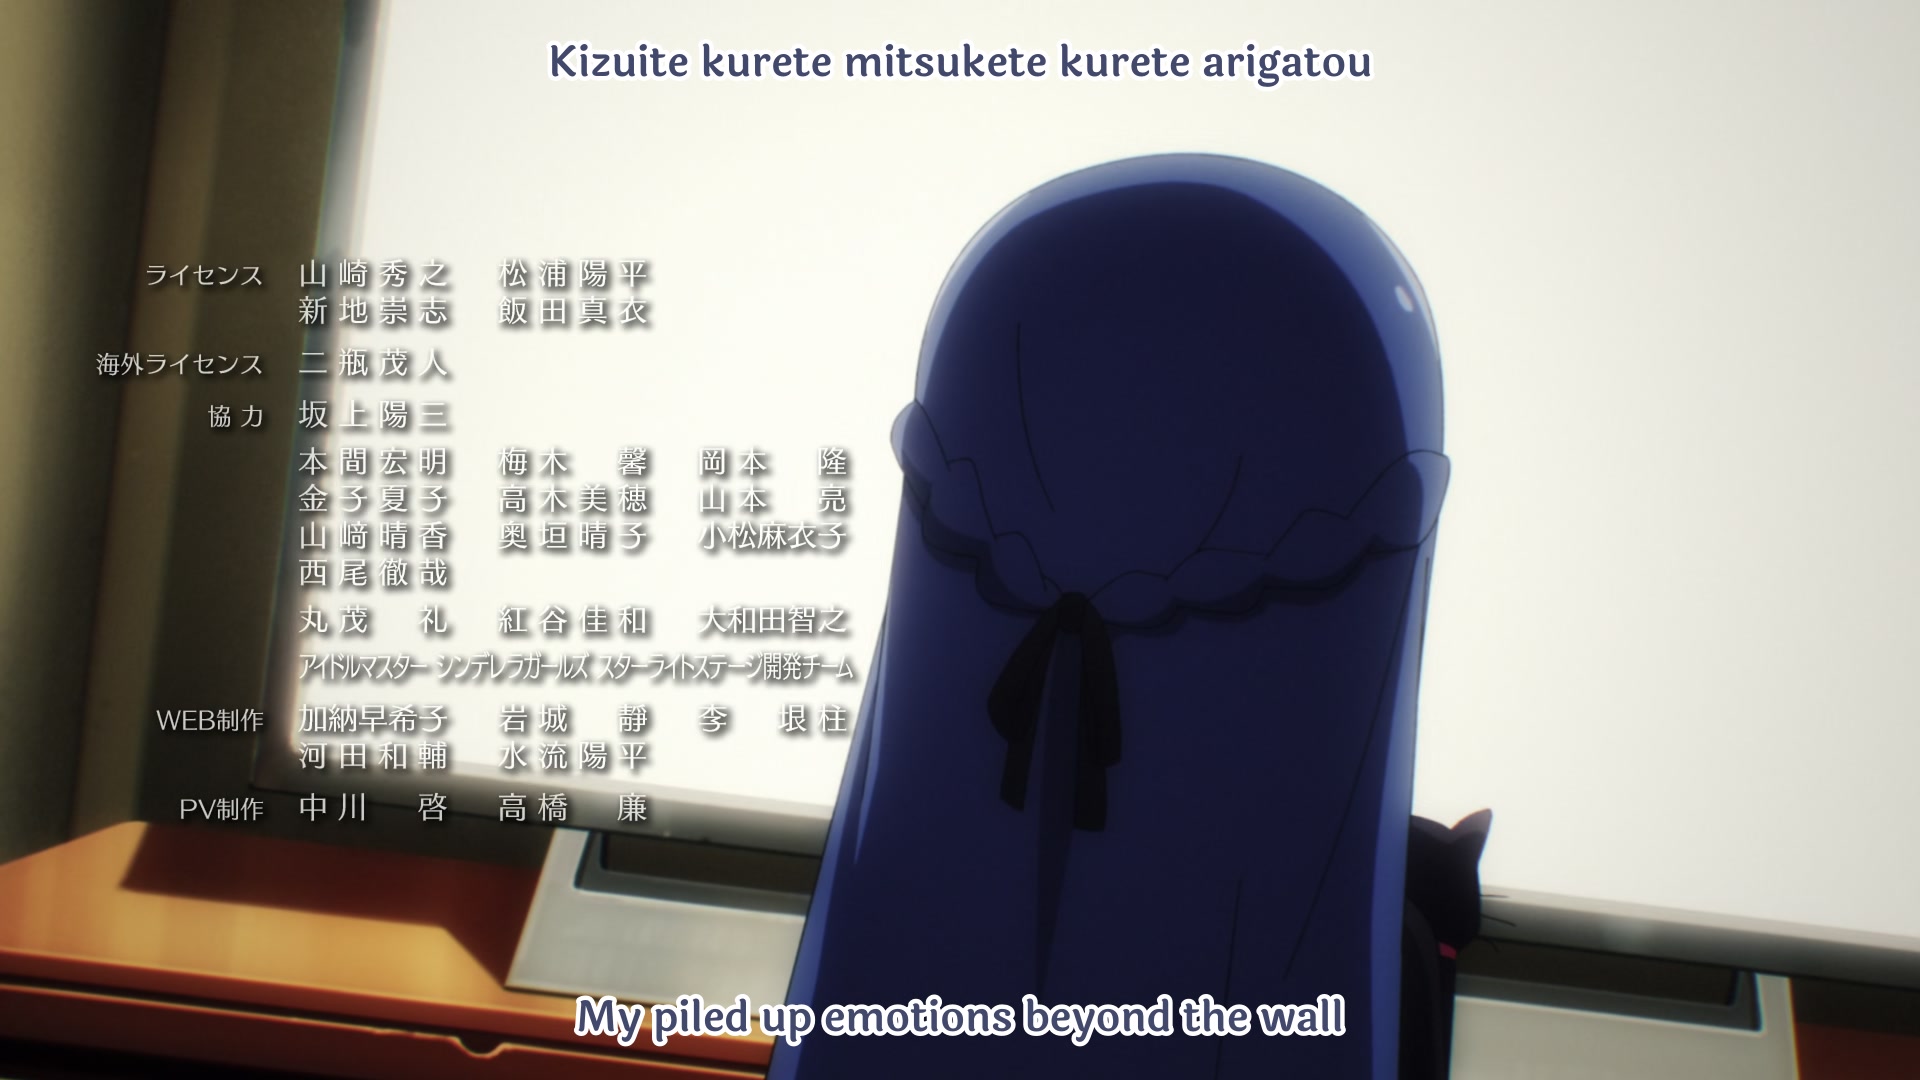 Kizuite kurete mitsukete kurete arigatou
ライセンス 山崎秀之 松浦陽平
新地崇志 飯田真衣
海外ライセンス 二瓶茂人
協力 坂上陽三
本間宏明 梅木馨 岡本隆
金子夏子 高木美穂 山本亮
山﨑晴香 奥垣晴子 小松麻衣子
西尾徹哉
丸茂礼 紅谷佳和 大和田智之
アイドルマスター シンデレラガールズ スターライトステージ開発チーム
WEB制作 加納早希子 岩城靜 李垠柱
河田和輔 水流陽平
PV制作 中川啓 高橋廉
My piled up emotions beyond the wall